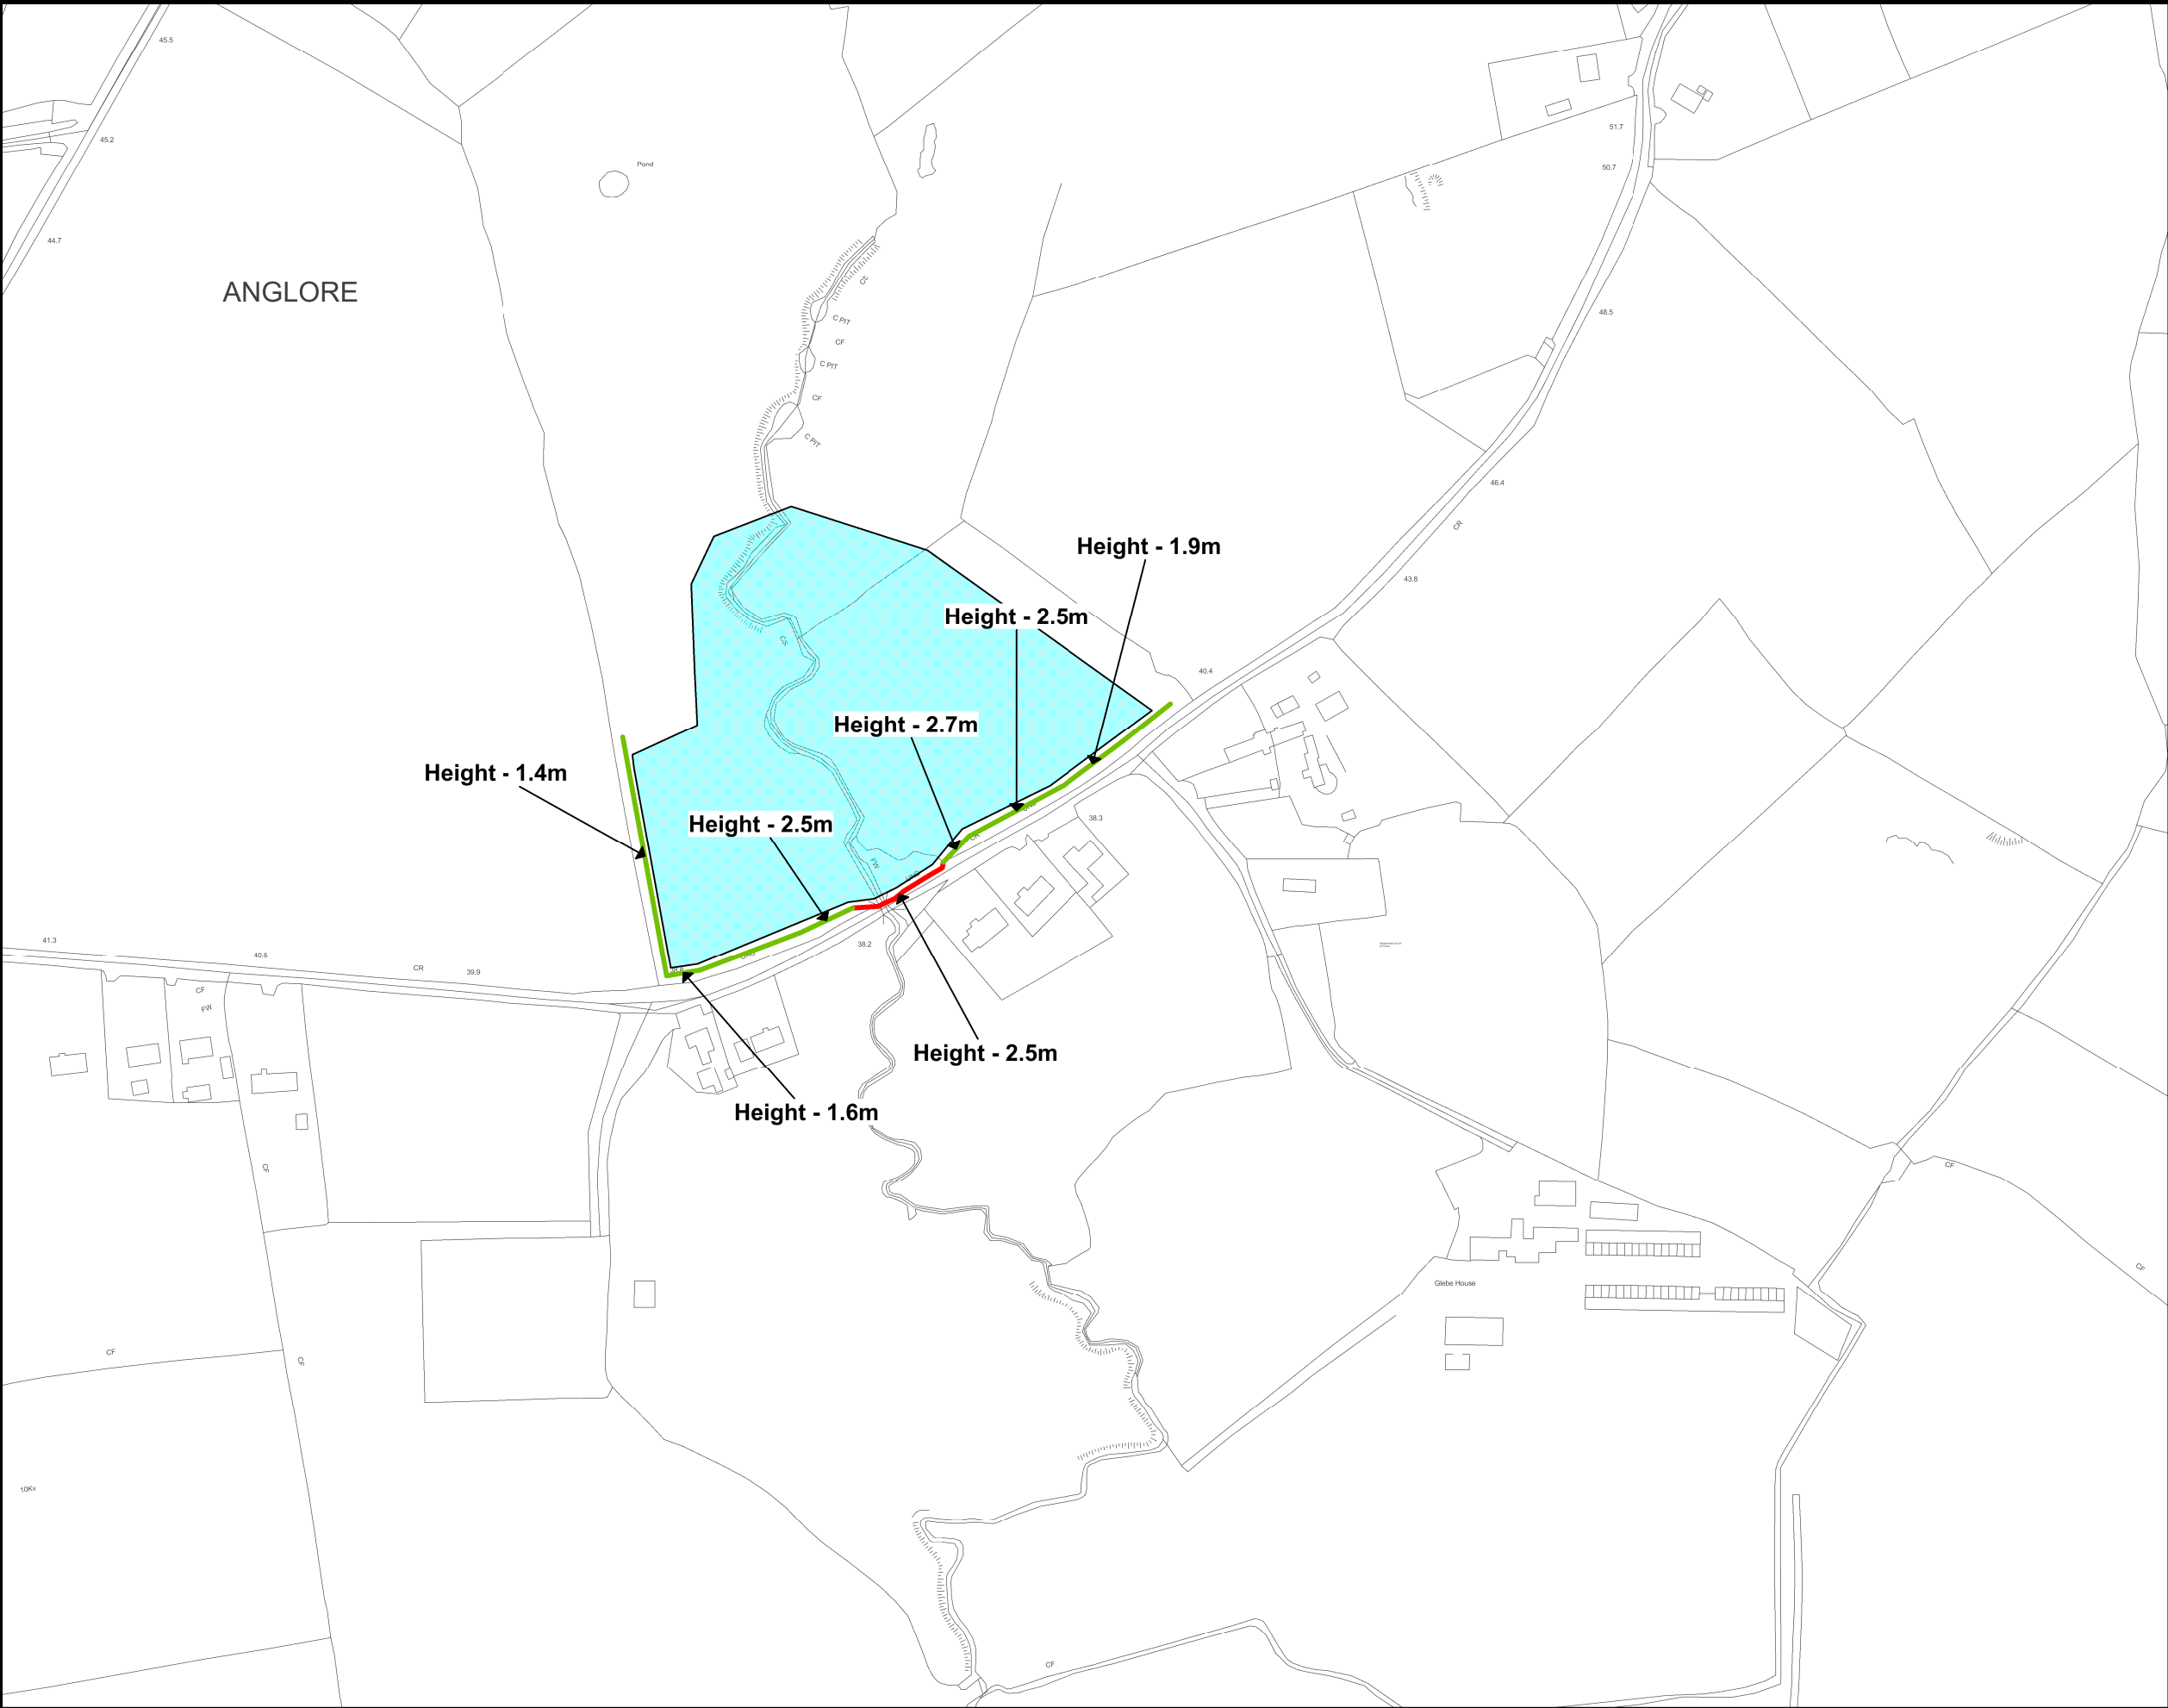 45.5
51.7
45.2
Pond
50.7
44.7
CS
ANGLORE
48.5
C PIT
CF
C PIT
CF
C PIT
46.4
CR
Height - 1.9m
43.8
Height - 2.5m
CS
40.4
Height - 2.7m
Height - 1.4m
Height - 2.5m
38.3
FW
41.3
38.2
40.6
CR
39.9
CF
FW
Height - 2.5m
Height - 1.6m
CF
CF
CF
Glebe House
CF
CF
10Kv
CF